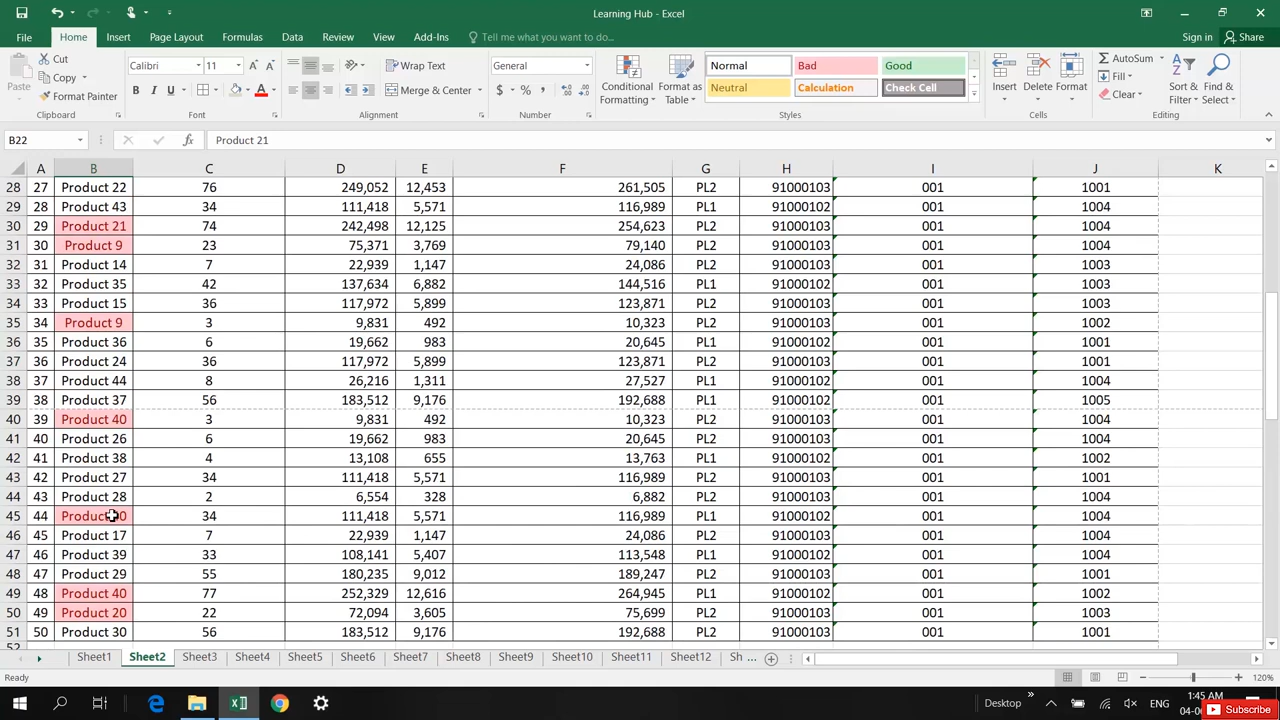 Learning Hub - Excel
File Home Insert Page Layout Formulas Data Review View Add-Ins Tell me what you want to do... Sign in Share
Paste Cut Copy Format Painter Clipboard
Calibri 11 B I U A Font
Wrap Text Merge & Center Alignment
General $ % Number
Conditional Formatting Format as Table
Normal Bad Good
Neutral Calculation Check Cell
Styles
Insert Delete Format Cells
AutoSum Fill Clear Sort & Filter Find & Select Editing
B22 fx Product 21
A B C D E F G H I J K
28 27 Product 22 76 249,052 12,453 261,505 PL2 91000103 001 1001
29 28 Product 43 34 111,418 5,571 116,989 PL1 91000102 001 1004
30 29 Product 21 74 242,498 12,125 254,623 PL2 91000103 001 1004
31 30 Product 9 23 75,371 3,769 79,140 PL2 91000103 001 1004
32 31 Product 14 7 22,939 1,147 24,086 PL2 91000103 001 1003
33 32 Product 35 42 137,634 6,882 144,516 PL1 91000102 001 1003
34 33 Product 15 36 117,972 5,899 123,871 PL2 91000103 001 1003
35 34 Product 9 3 9,831 492 10,323 PL2 91000103 001 1002
36 35 Product 36 6 19,662 983 20,645 PL1 91000102 001 1001
37 36 Product 24 36 117,972 5,899 123,871 PL2 91000103 001 1001
38 37 Product 44 8 26,216 1,311 27,527 PL1 91000102 001 1004
39 38 Product 37 56 183,512 9,176 192,688 PL1 91000102 001 1005
40 39 Product 40 3 9,831 492 10,323 PL2 91000103 001 1004
41 40 Product 26 6 19,662 983 20,645 PL2 91000103 001 1004
42 41 Product 38 4 13,108 655 13,763 PL1 91000102 001 1001
43 42 Product 27 34 111,418 5,571 116,989 PL2 91000103 001 1004
44 43 Product 28 2 6,554 328 6,882 PL2 91000103 001 1004
45 44 Product 34 111,418 5,571 116,989 PL1 91000102 001 1004
46 45 Product 17 7 22,939 1,147 24,086 PL2 91000103 001 1004
47 46 Product 39 33 108,141 5,407 113,548 PL1 91000102 001 1004
48 47 Product 29 55 180,235 9,012 189,247 PL2 91000103 001 1001
49 48 Product 40 77 252,329 12,616 264,945 PL1 91000102 001 1002
50 49 Product 20 22 72,094 3,605 75,699 PL2 91000103 001 1003
51 50 Product 30 56 183,512 9,176 192,688 PL2 91000103 001 1001
52
Sheet1 Sheet2 Sheet3 Sheet4 Sheet5 Sheet6 Sheet7 Sheet8 Sheet9 Sheet10 Sheet11 Sheet12 Sh ...
Ready 120%
Desktop ENG 1:45 AM
04-
Subscribe